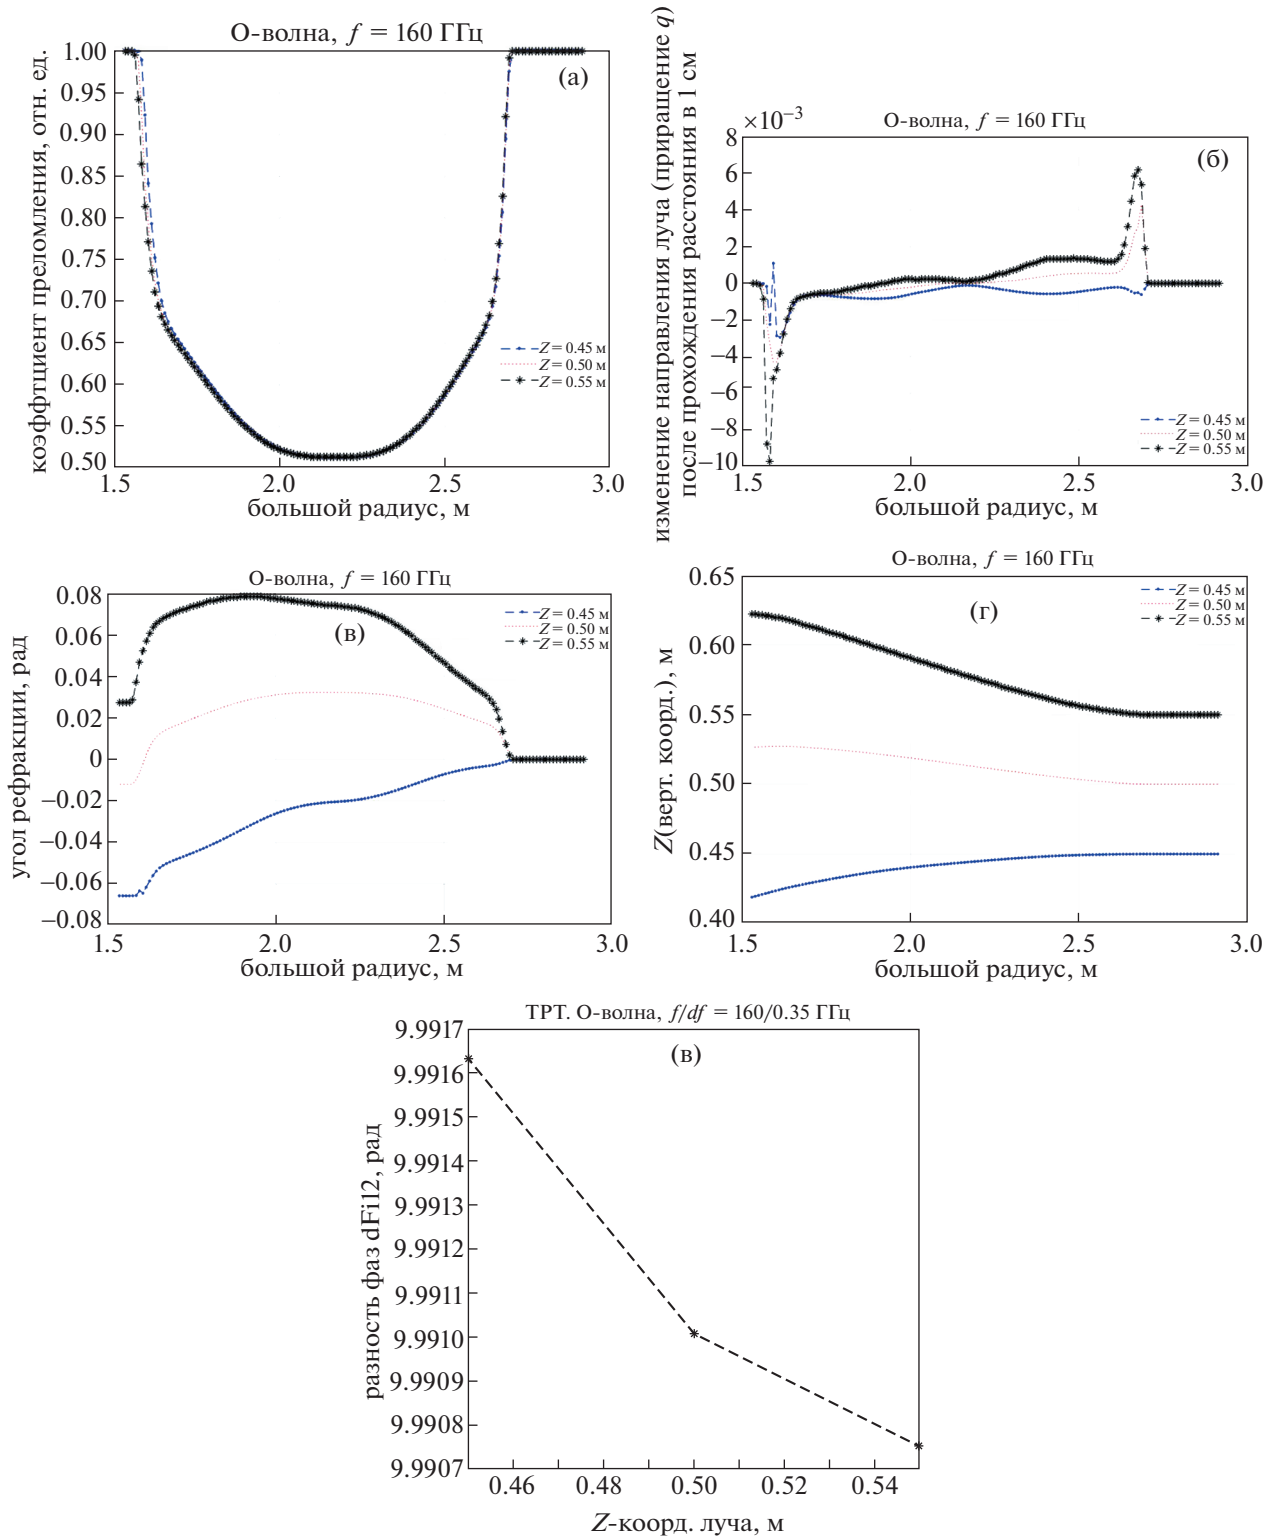 О-волна, f = 160 ГГц
(а)
коэффициент преломления, отн. ед.
1.00
0.95
0.90
0.85
0.80
0.75
0.70
0.65
0.60
0.55
0.50
Z = 0.45 м
Z = 0.50 м
Z = 0.55 м
1.5
2.0
2.5
3.0
большой радиус, м
изменение направления луча (приращение q)
после прохождения расстояния в 1 см
×10–3
О-волна, f = 160 ГГц
(б)
8
6
4
2
0
–2
–4
–6
–8
–10
Z = 0.45 м
Z = 0.50 м
Z = 0.55 м
1.5
2.0
2.5
3.0
большой радиус, м
О-волна, f = 160 ГГц
(в)
угол рефракции, рад
0.08
0.06
0.04
0.02
0
–0.02
–0.04
–0.06
–0.08
Z = 0.45 м
Z = 0.50 м
Z = 0.55 м
1.5
2.0
2.5
3.0
большой радиус, м
О-волна, f = 160 ГГц
(г)
Z(верт. коорд.), м
0.65
0.60
0.55
0.50
0.45
0.40
Z = 0.45 м
Z = 0.50 м
Z = 0.55 м
1.5
2.0
2.5
3.0
большой радиус, м
ТРТ. О-волна, f/df = 160/0.35 ГГц
(в)
разность фаз dFi12, рад
9.9917
9.9916
9.9915
9.9914
9.9913
9.9912
9.9911
9.9910
9.9909
9.9908
9.9907
0.46
0.48
0.50
0.52
0.54
Z-коорд. луча, м